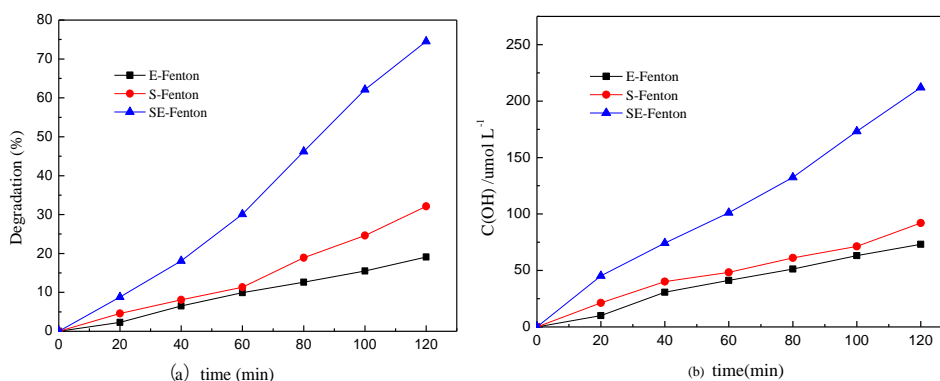 80
70
60
50
40
30
20
10
0
Degradation (%)
E-Fenton
S-Fenton
SE-Fenton
0 20 40 60 80 100 120
(a) time (min)
250
200
150
100
50
0
C(OH) /umol L⁻¹
E-Fenton
S-Fenton
SE-Fenton
0 20 40 60 80 100 120
(b) time(min)